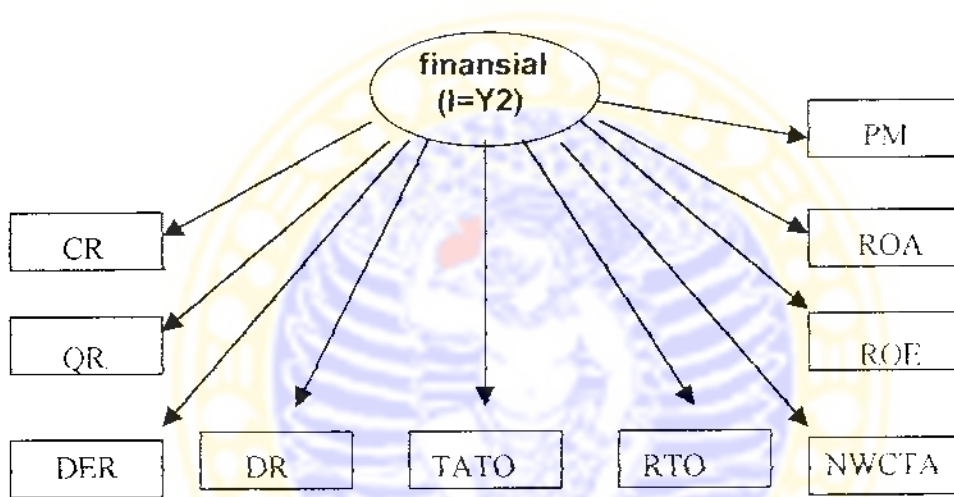 finansial
(I=Y2)
PM
CR
ROA
QR
ROE
DER
DR
TATO
RTO
NWCTA